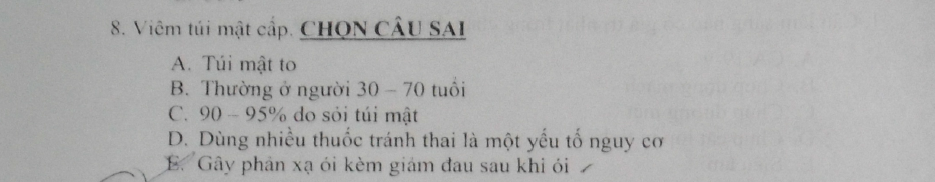 8. Viêm túi mật cấp. CHỌN CÂU SAI
A. Túi mật to
B. Thường ở người 30 – 70 tuổi
C. 90 – 95% do sỏi túi mật
D. Dùng nhiều thuốc tránh thai là một yếu tố nguy cơ
E. Gây phản xạ ói kèm giảm đau sau khi ói